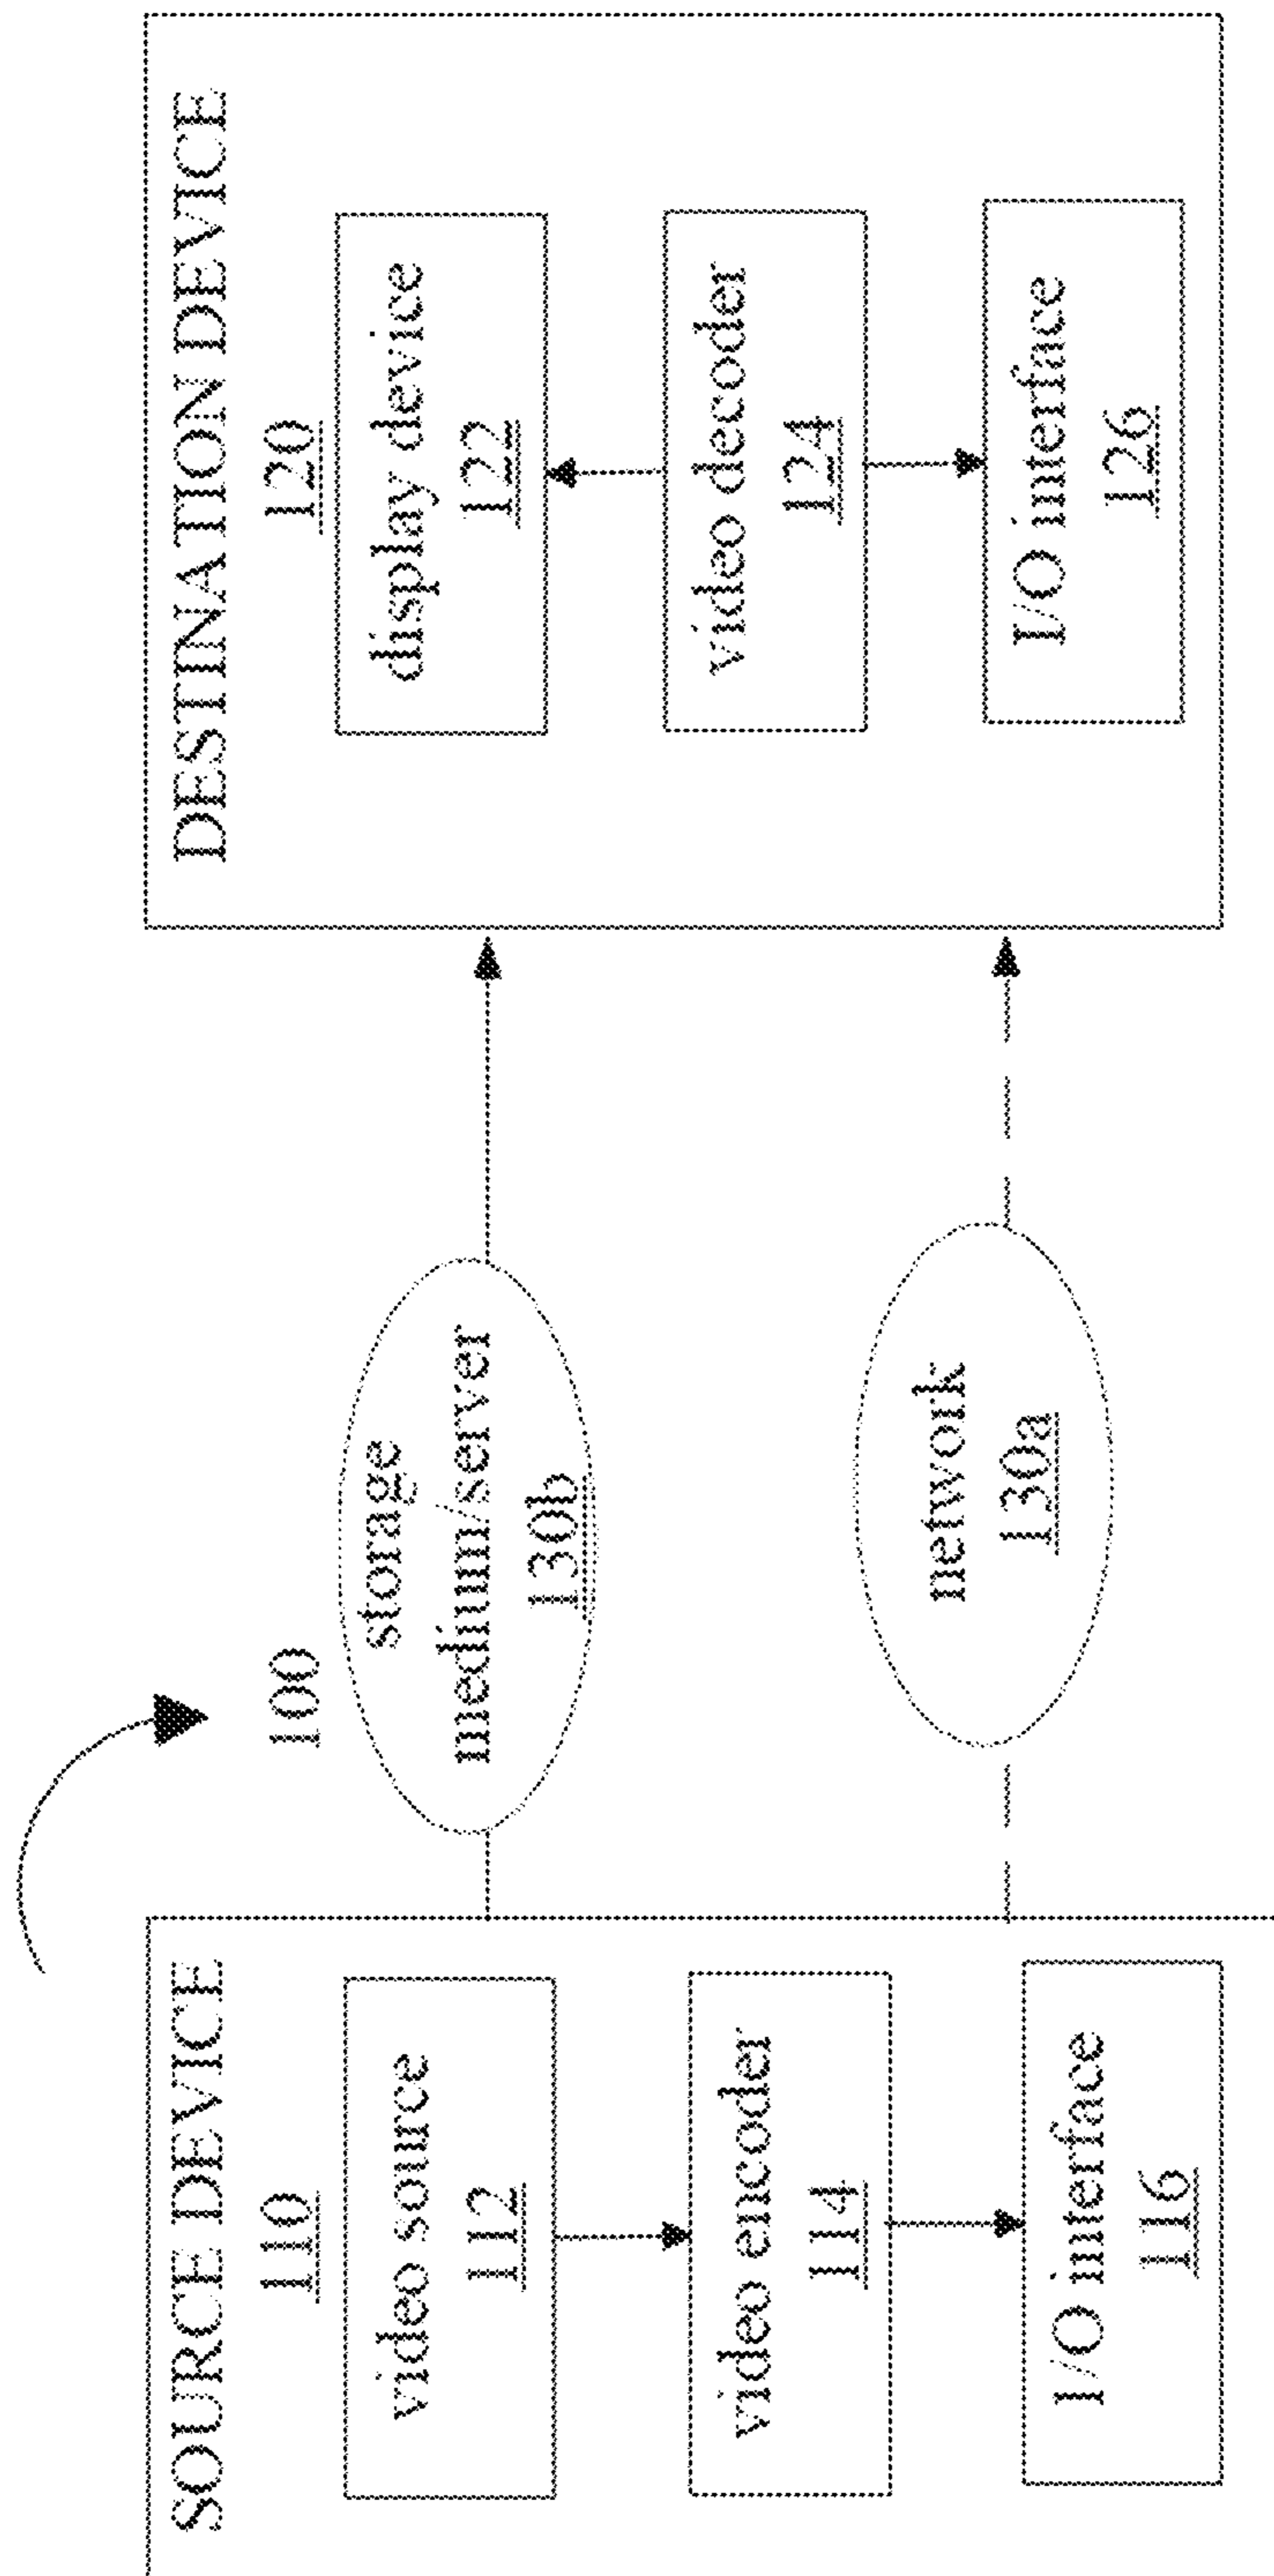 100
SOURCE DEVICE
110
video source
112
video encoder
114
I/O interface
116
storage
medium/server
130b
network
130a
DESTINATION DEVICE
120
display device
122
video decoder
124
I/O interface
126